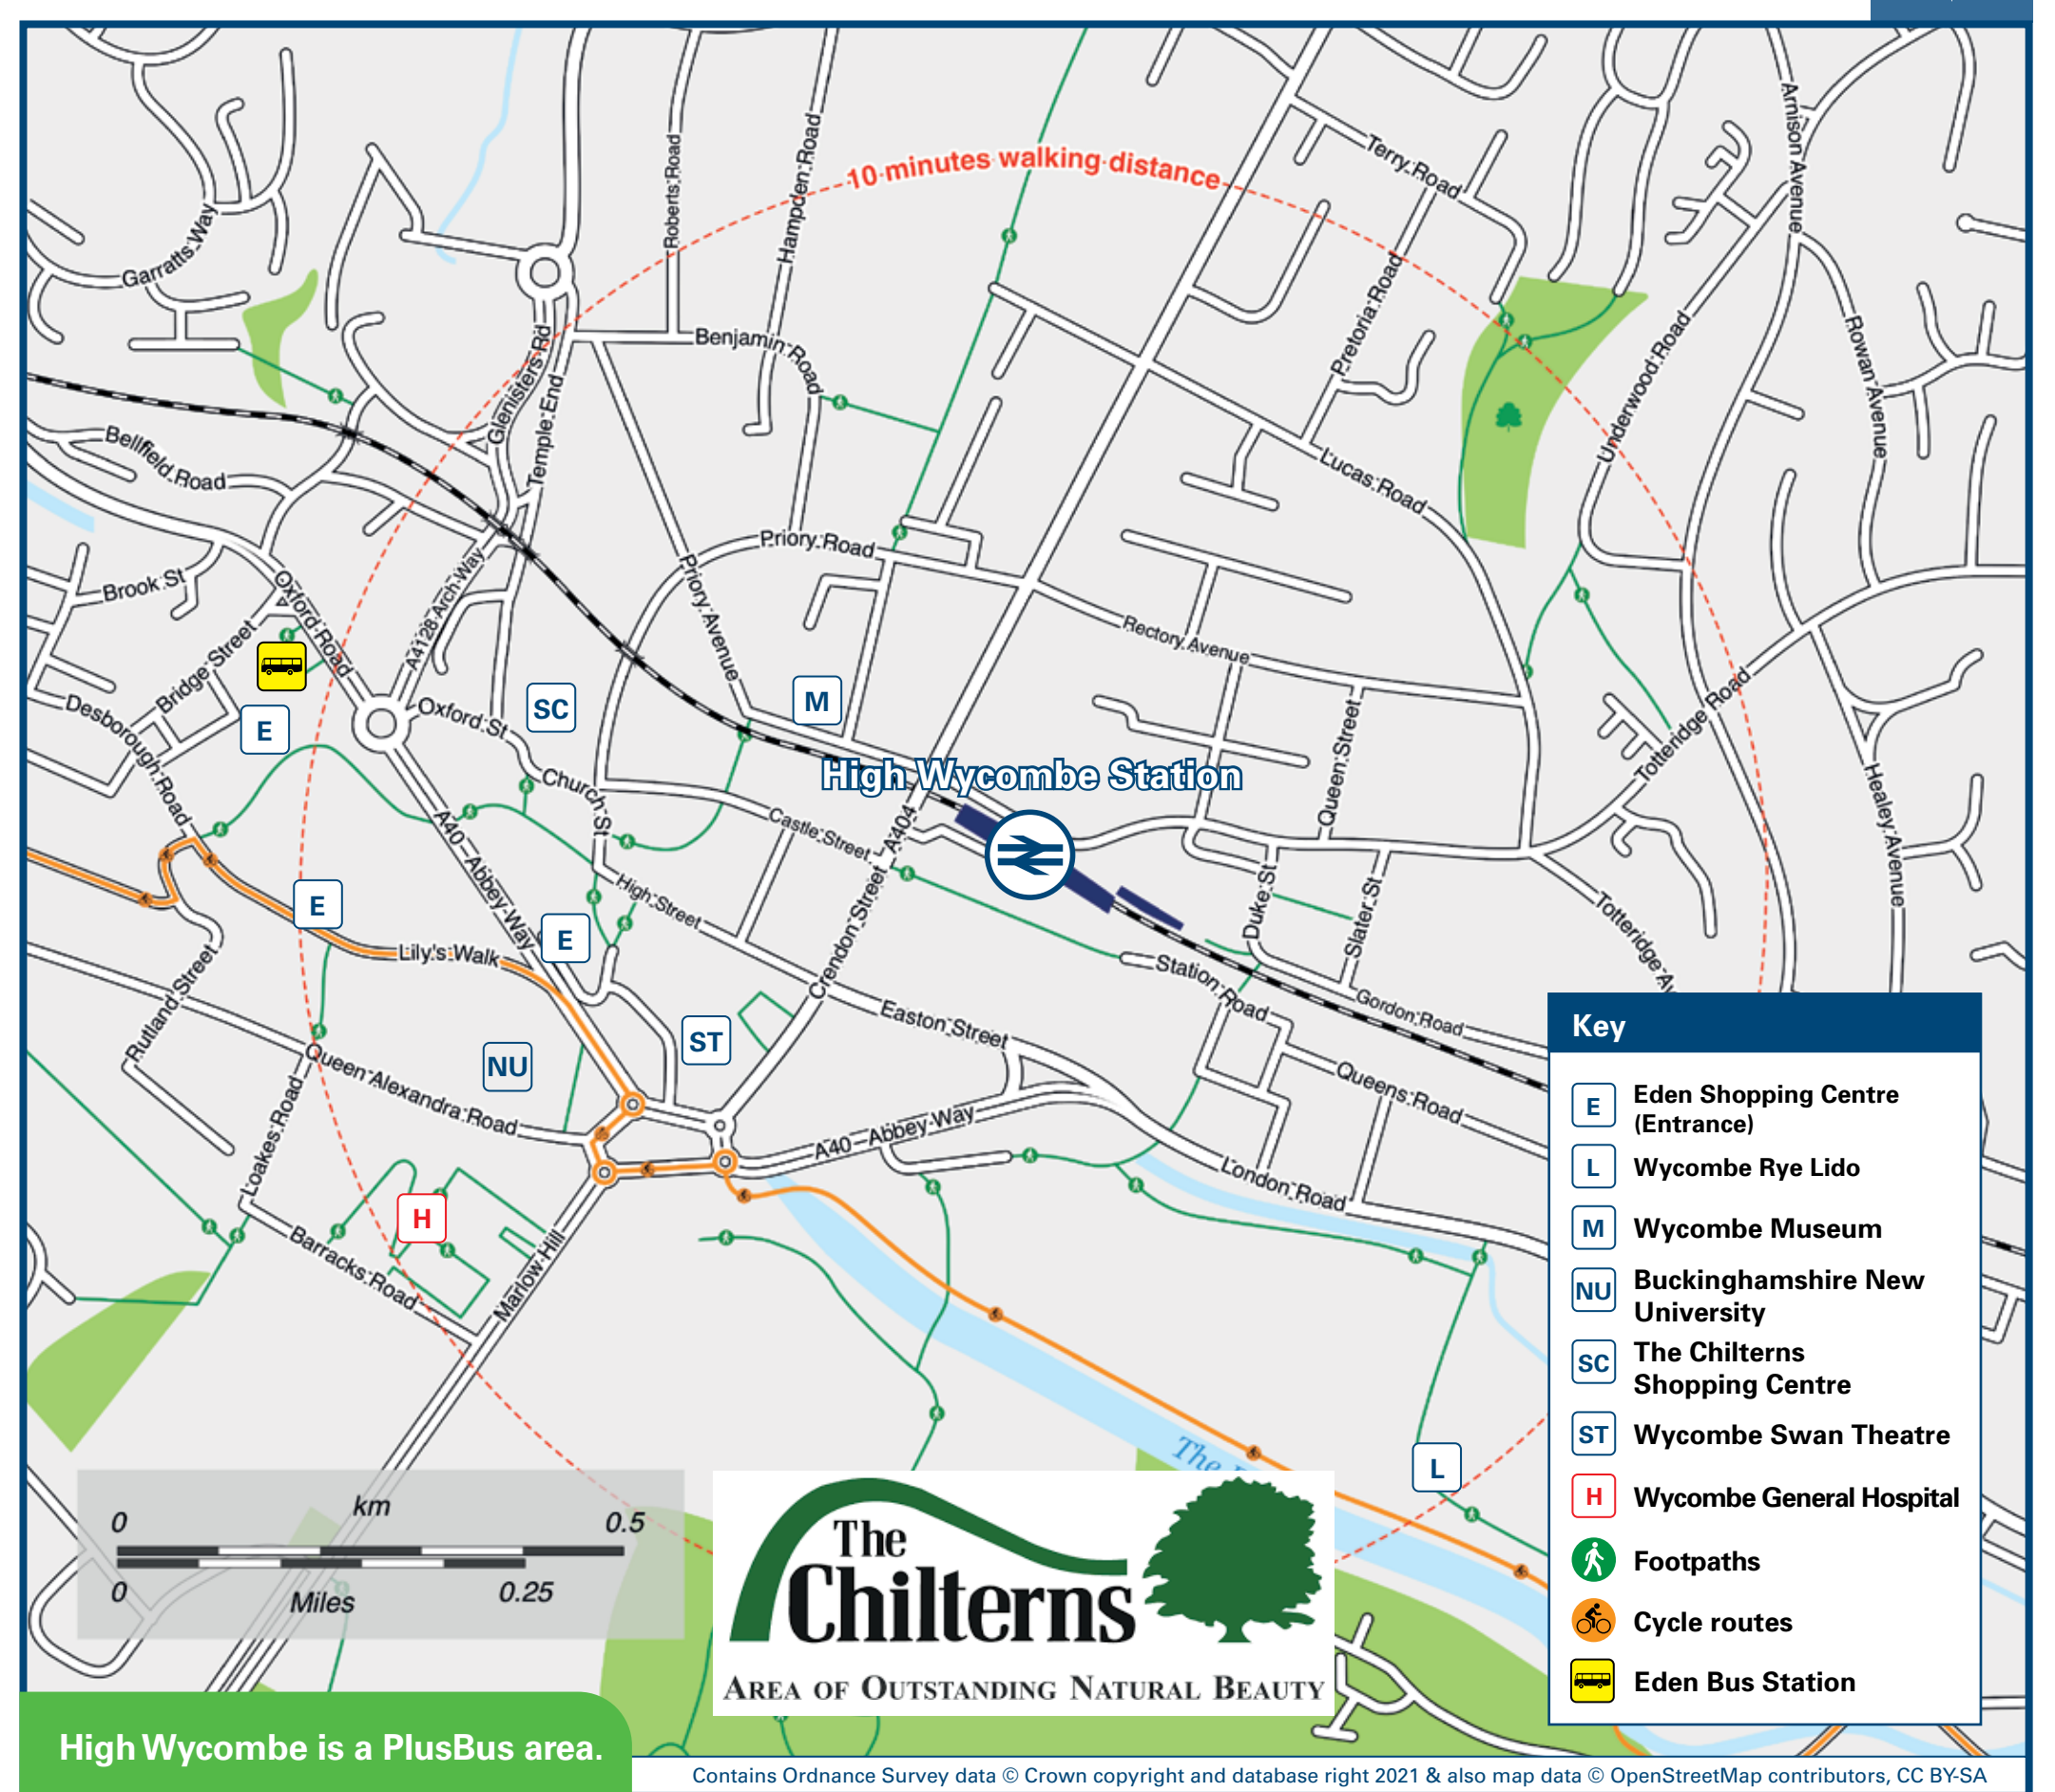 10 minutes walking distance
Terry Road
Arnison Avenue
Roberts Road
Hampden Road
Garratts Way
Pretoria Road
Underwood Road
Rowan Avenue
Benjamin Road
Glenisters Rd
Temple End
Bellfield Road
Lucas Road
Priory Road
Priory Avenue
Brook St
Oxford Road
A4128 Arch Way
Rectory Avenue
Bridge Street
Desborough Road
E
SC
M
Oxford St
Queen Street
Totteridge Road
High Wycombe Station
Church St
Castle Street
A404
Healey Avenue
A40 Abbey Way
E
High Street
Crendon Street
Duke St
Slater St
Totteridge Av
E
Lily's Walk
Station Road
Gordon Road
Rutland Street
Easton Street
ST
NU
Queen Alexandra Road
Queens Road
Loakes Road
A40 Abbey Way
London Road
H
Barracks Road
Marlow Hill
The
L
Key
E Eden Shopping Centre
(Entrance)
L Wycombe Rye Lido
M Wycombe Museum
NU Buckinghamshire New
University
SC The Chilterns
Shopping Centre
ST Wycombe Swan Theatre
H Wycombe General Hospital
Footpaths
Cycle routes
Eden Bus Station
km
0 0.5
0 0.25
Miles
The
Chilterns
AREA OF OUTSTANDING NATURAL BEAUTY
High Wycombe is a PlusBus area.
Contains Ordnance Survey data © Crown copyright and database right 2021 & also map data © OpenStreetMap contributors, CC BY-SA